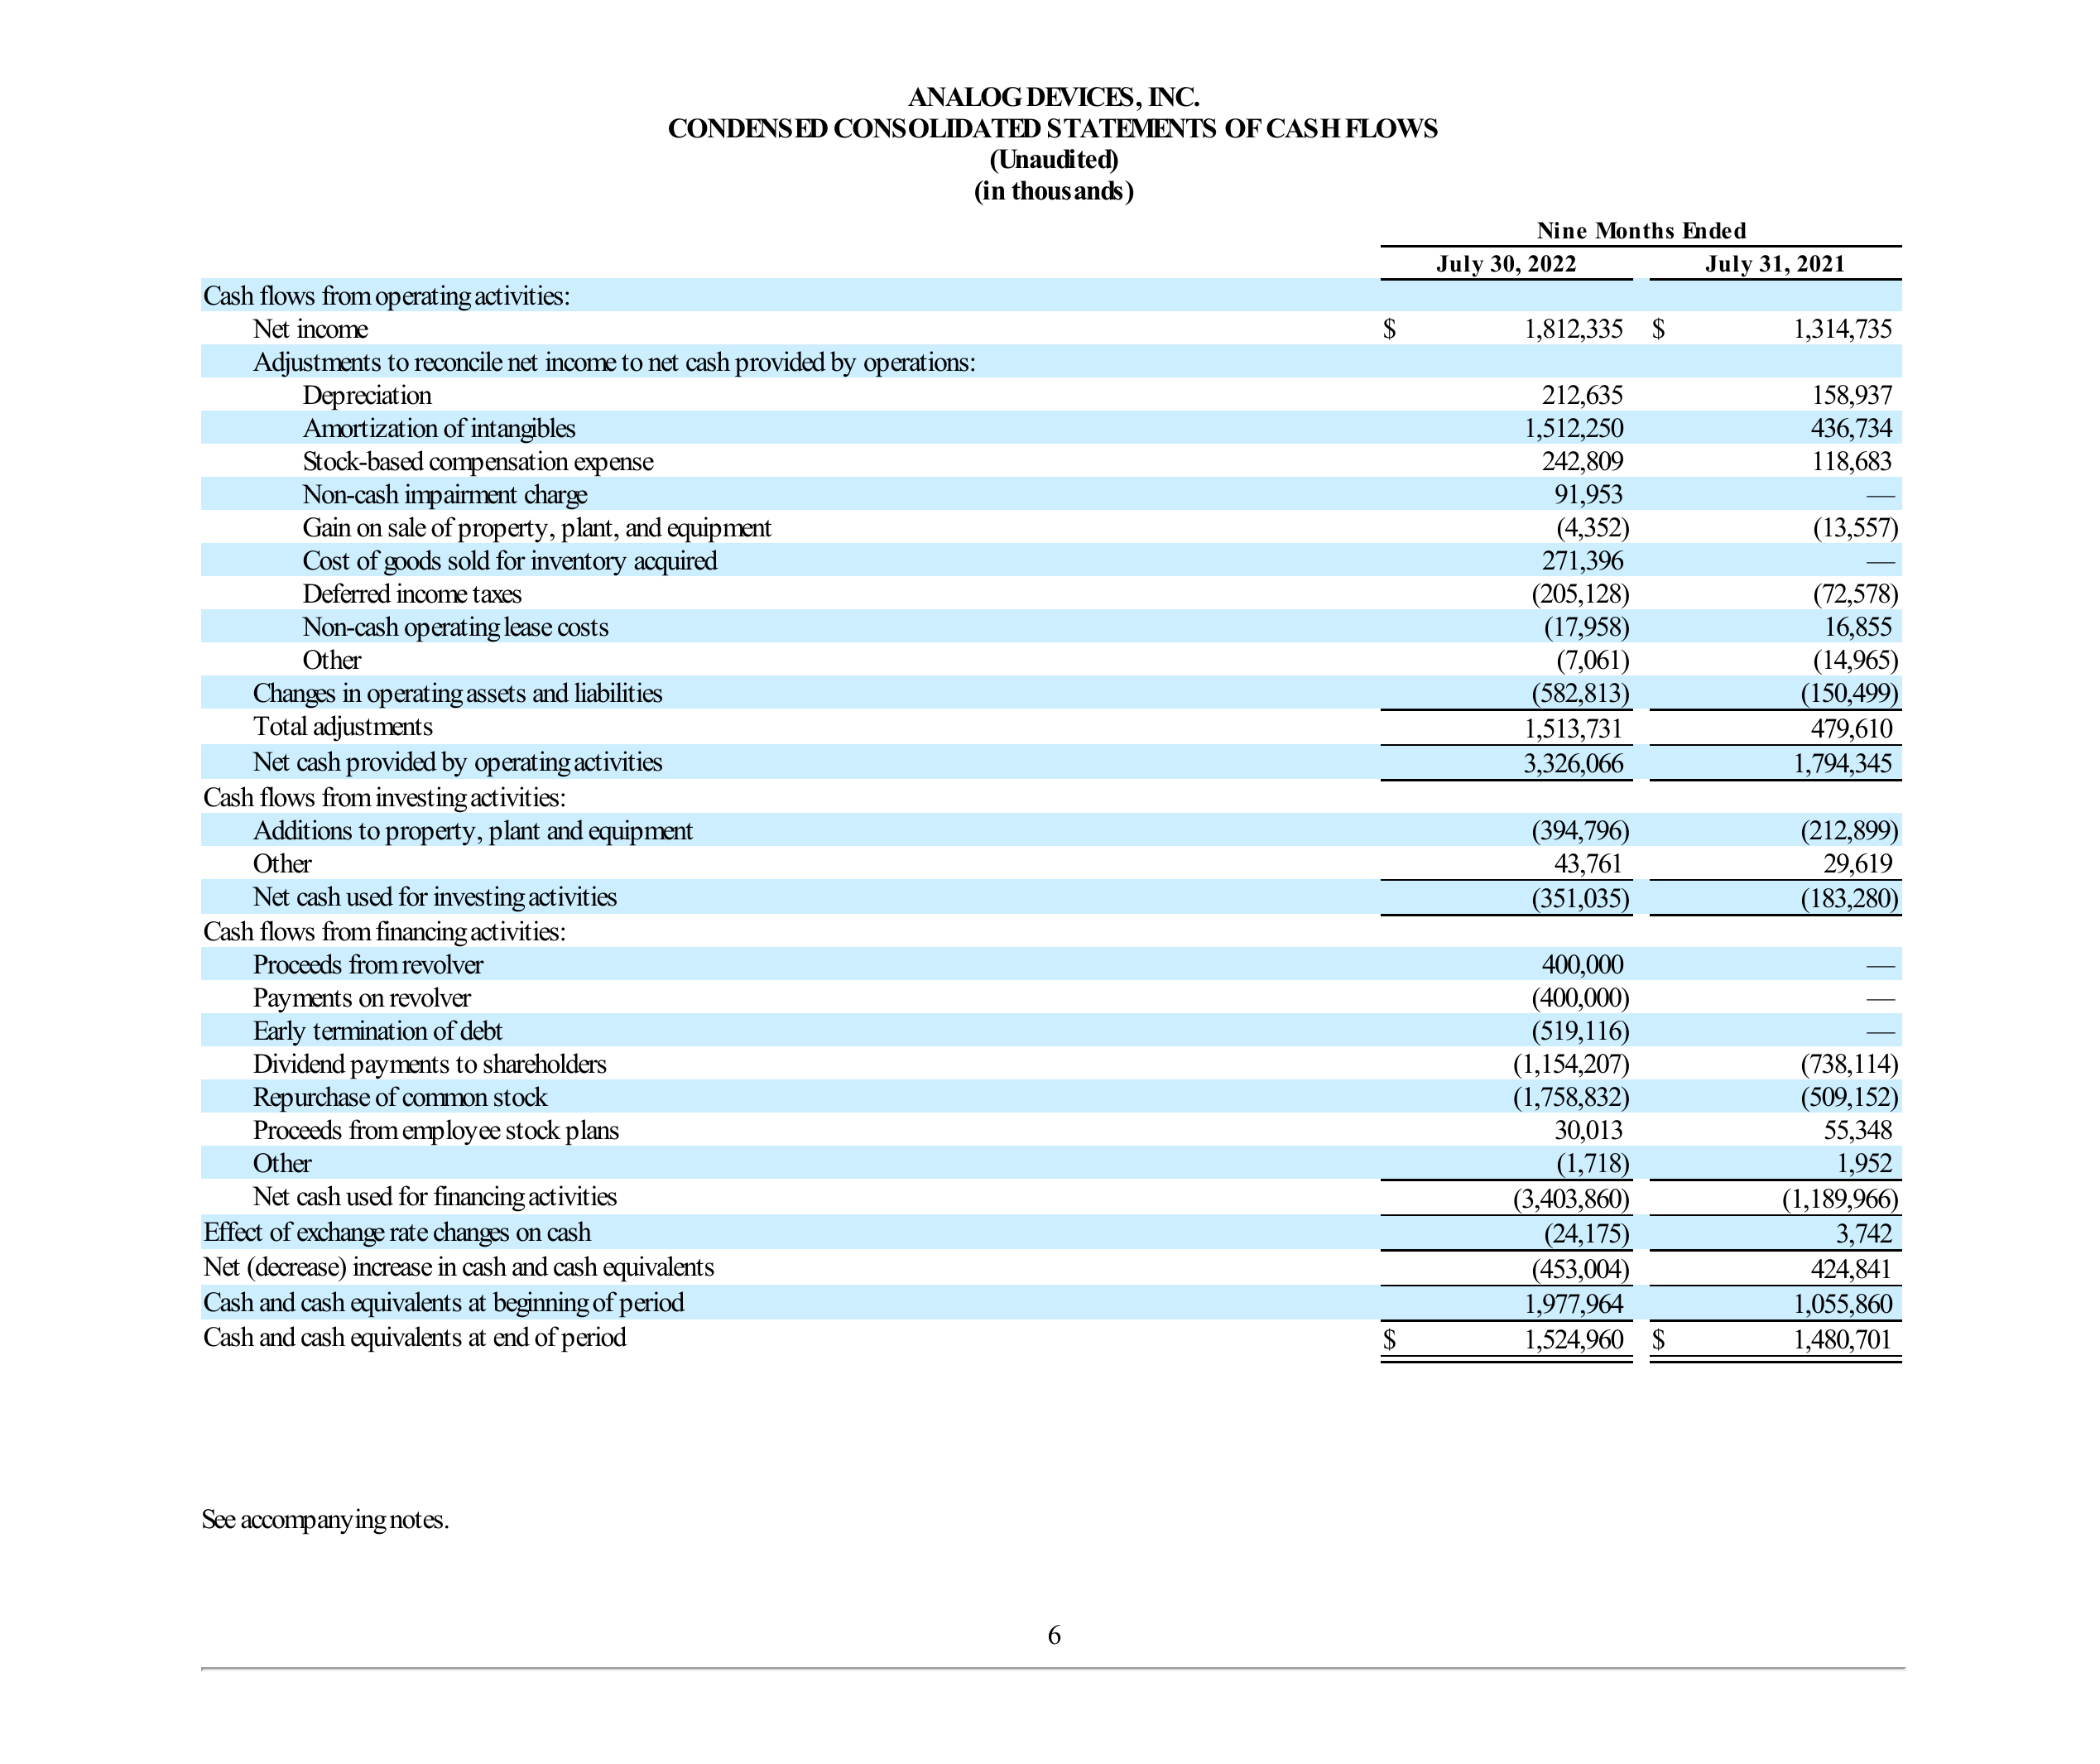 ANALOG DEVICES, INC.
CONDENSED CONSOLIDATED STATEMENTS OF CASH FLOWS
(Unaudited)
(in thousands)
Nine Months Ended
July 30, 2022 July 31, 2021
Cash flows from operating activities:
Net income $ 1,812,335 $ 1,314,735
Adjustments to reconcile net income to net cash provided by operations:
Depreciation 212,635 158,937
Amortization of intangibles 1,512,250 436,734
Stock-based compensation expense 242,809 118,683
Non-cash impairment charge 91,953 —
Gain on sale of property, plant, and equipment (4,352) (13,557)
Cost of goods sold for inventory acquired 271,396 —
Deferred income taxes (205,128) (72,578)
Non-cash operating lease costs (17,958) 16,855
Other (7,061) (14,965)
Changes in operating assets and liabilities (582,813) (150,499)
Total adjustments 1,513,731 479,610
Net cash provided by operating activities 3,326,066 1,794,345
Cash flows from investing activities:
Additions to property, plant and equipment (394,796) (212,899)
Other 43,761 29,619
Net cash used for investing activities (351,035) (183,280)
Cash flows from financing activities:
Proceeds from revolver 400,000 —
Payments on revolver (400,000) —
Early termination of debt (519,116) —
Dividend payments to shareholders (1,154,207) (738,114)
Repurchase of common stock (1,758,832) (509,152)
Proceeds from employee stock plans 30,013 55,348
Other (1,718) 1,952
Net cash used for financing activities (3,403,860) (1,189,966)
Effect of exchange rate changes on cash (24,175) 3,742
Net (decrease) increase in cash and cash equivalents (453,004) 424,841
Cash and cash equivalents at beginning of period 1,977,964 1,055,860
Cash and cash equivalents at end of period $ 1,524,960 $ 1,480,701
See accompanying notes.
6